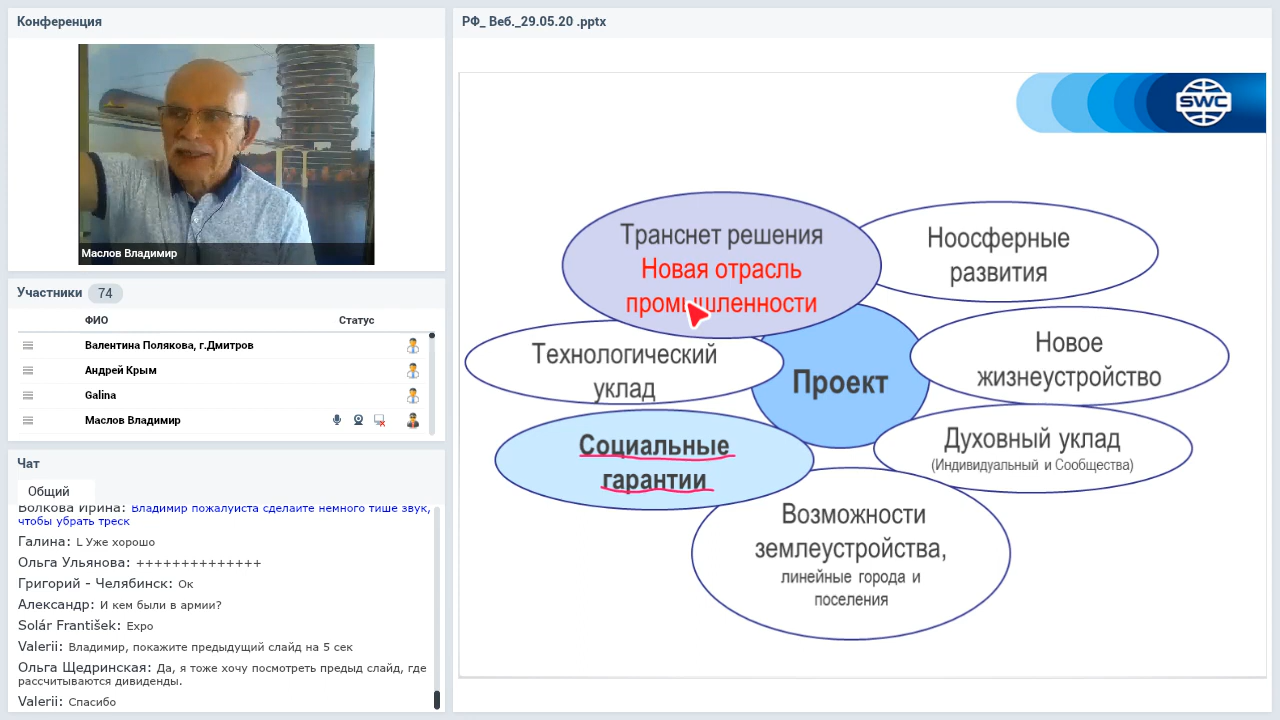 Конференция
Маслов Владимир
Участники 74
ФИО Статус
Валентина Полякова, г.Дмитров
Андрей Крым
Galina
Маслов Владимир
Чат
Общий
Волкова Ирина: Владимир пожалуйста сделайте немного тише звук,
чтобы убрать треск
Галина: L Уже хорошо
Ольга Ульянова: ++++++++++++++
Григорий - Челябинск: Ок
Александр: И кем были в армии?
Solár František: Expo
Valerii: Владимир, покажите предыдущий слайд на 5 сек
Ольга Щедринская: Да, я тоже хочу посмотреть предыд слайд, где
рассчитываются дивиденды.
Valerii: Спасибо
РФ_ Веб._29.05.20 .pptx
SWC
Транснет решения
Новая отрасль
промышленности
Ноосферные
развития
Технологический
уклад
Проект
Новое
жизнеустройство
Социальные
гарантии
Духовный уклад
(Индивидуальный и Сообщества)
Возможности
землеустройства,
линейные города и
поселения